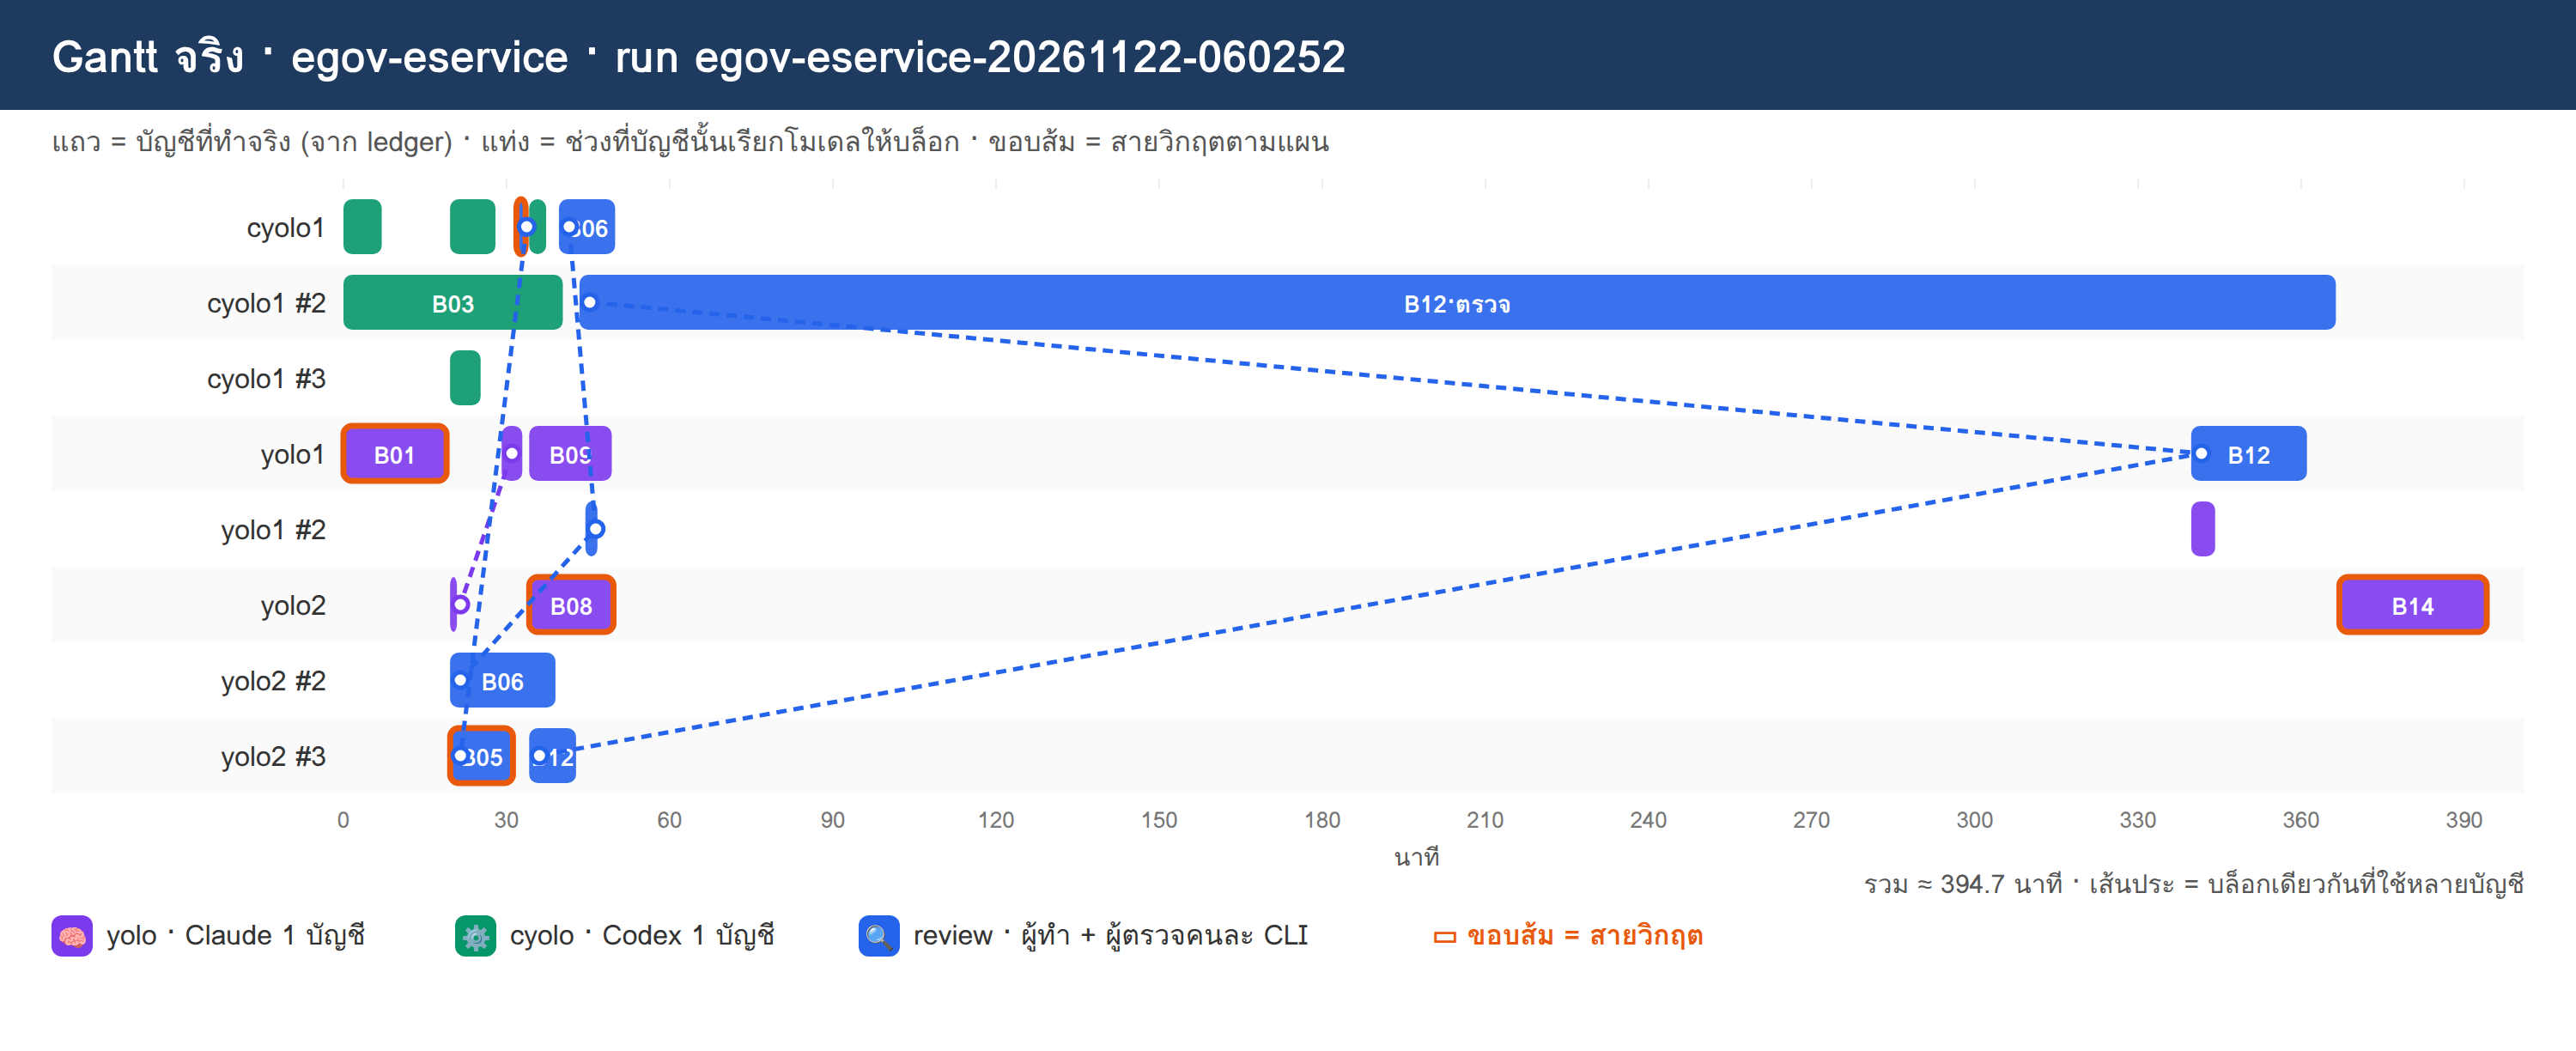 Gantt จริง · egov-eservice · run egov-eservice-20261122-060252
แถว = บัญชีที่ทำจริง (จาก ledger) · แท่ง = ช่วงที่บัญชีนั้นเรียกโมเดลให้บล็อก · ขอบส้ม = สายวิกฤตตามแผน
cyolo1 B06
cyolo1 #2 B03 B12·ตรวจ
cyolo1 #3
yolo1 B01 B09 B12
yolo1 #2
yolo2 B08 B14
yolo2 #2 B06
yolo2 #3 B05 B12
0 30 60 90 120 150 180 210 240 270 300 330 360 390
นาที
รวม ≈ 394.7 นาที · เส้นประ = บล็อกเดียวกันที่ใช้หลายบัญชี
yolo · Claude 1 บัญชี cyolo · Codex 1 บัญชี review · ผู้ทำ + ผู้ตรวจคนละ CLI ▭ ขอบส้ม = สายวิกฤต